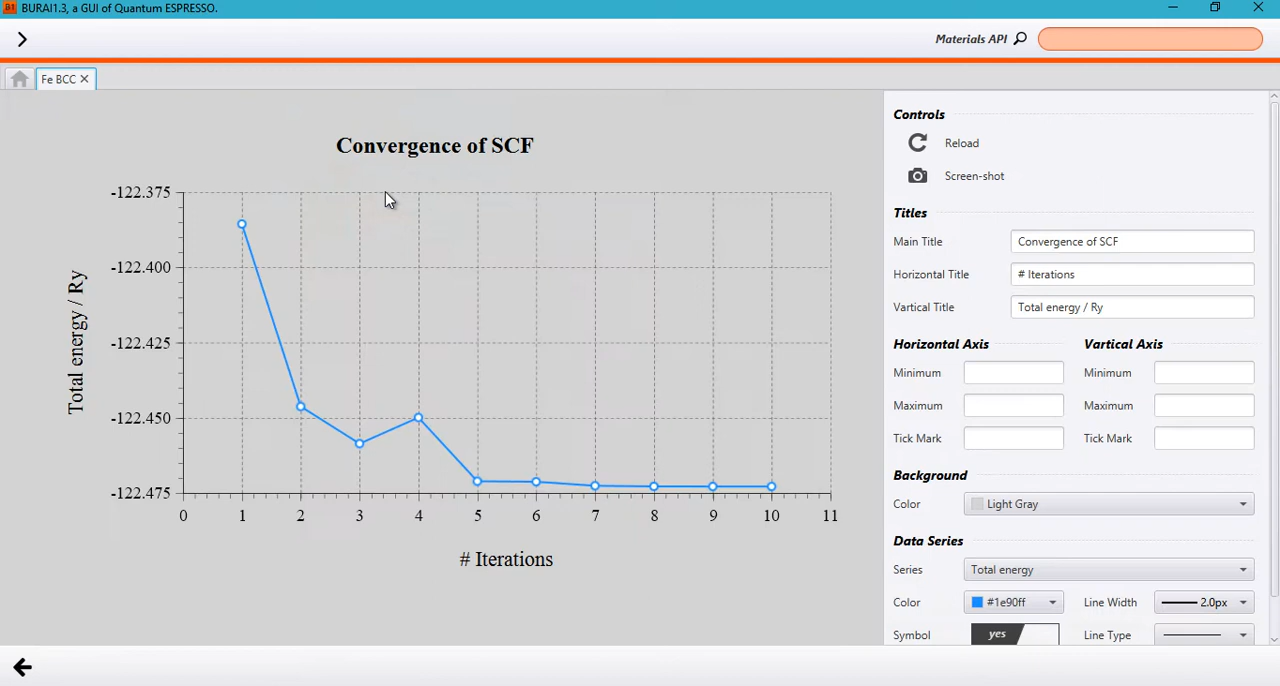 BURAI1.3, a GUI of Quantum ESPRESSO.
Materials API
Fe BCC
Convergence of SCF
-122.375
-122.400
-122.425
-122.450
-122.475
Total energy / Ry
0 1 2 3 4 5 6 7 8 9 10 11
# Iterations
Controls
Reload
Screen-shot
Titles
Main Title Convergence of SCF
Horizontal Title # Iterations
Vartical Title Total energy / Ry
Horizontal Axis Vartical Axis
Minimum Minimum
Maximum Maximum
Tick Mark Tick Mark
Background
Color Light Gray
Data Series
Series Total energy
Color #1e90ff Line Width 2.0px
Symbol yes Line Type